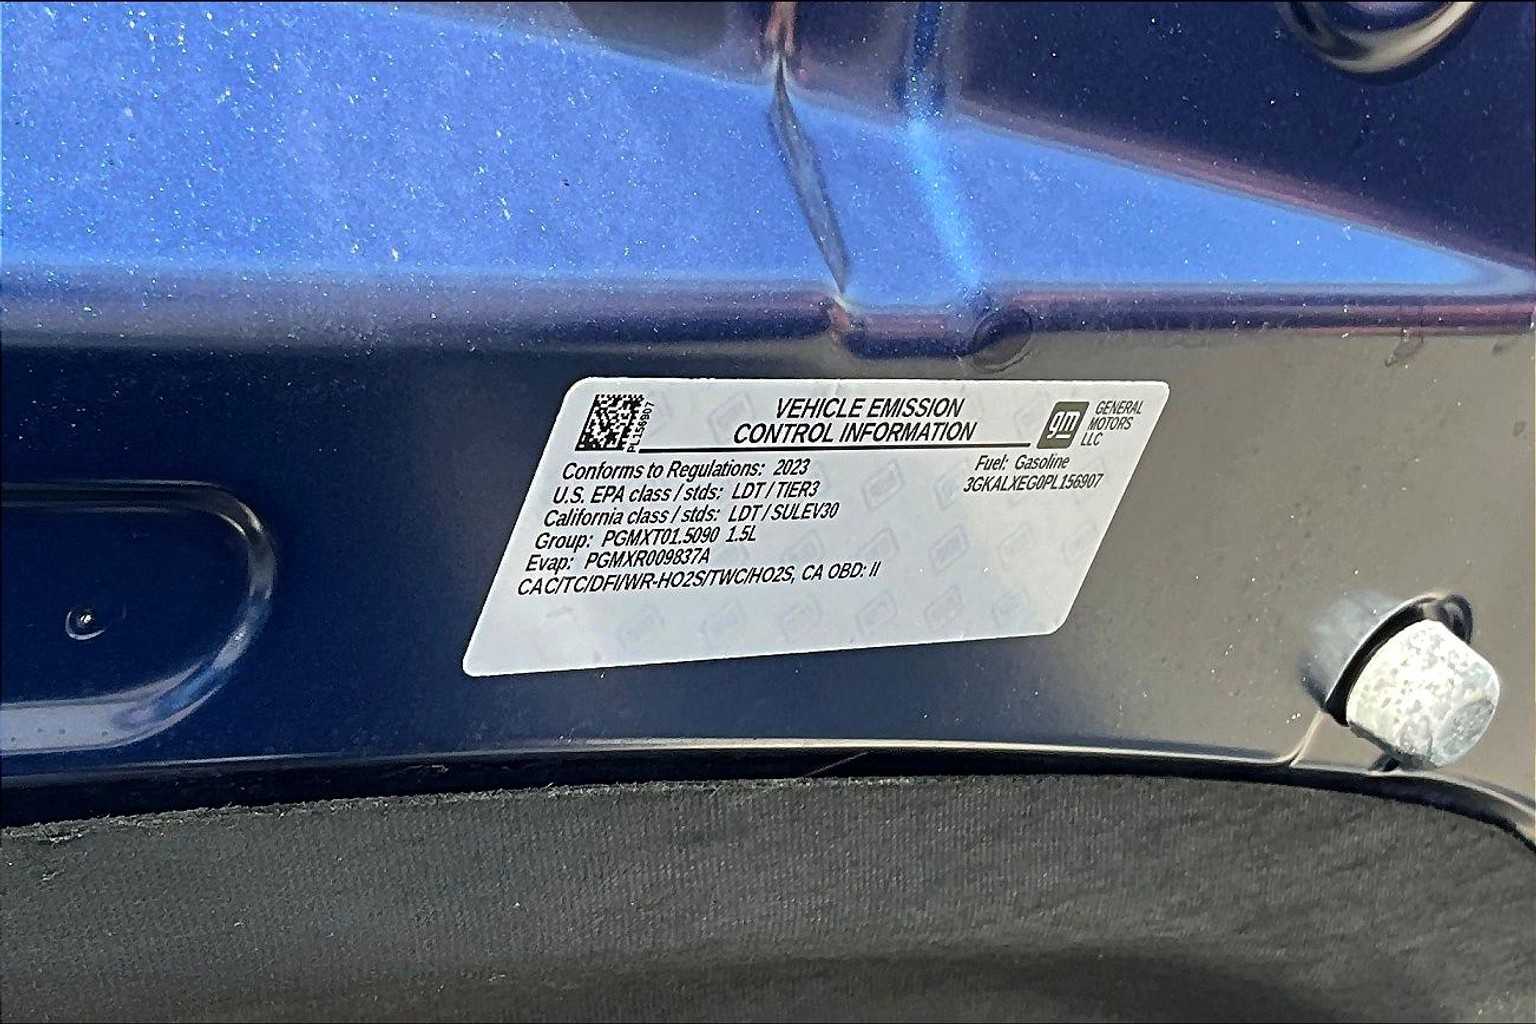 PL156907
VEHICLE EMISSION
CONTROL INFORMATION
gm
GENERAL
MOTORS
LLC
Conforms to Regulations: 2023
U.S. EPA class / stds: LDT / TIER3
California class / stds: LDT / SULEV30
Group: PGMXT01.5090 1.5L
Evap: PGMXR009837A
CAC/TC/DFI/WR-HO2S/TWC/HO2S, CA OBD: II
Fuel: Gasoline
3GKALXEG0PL156907